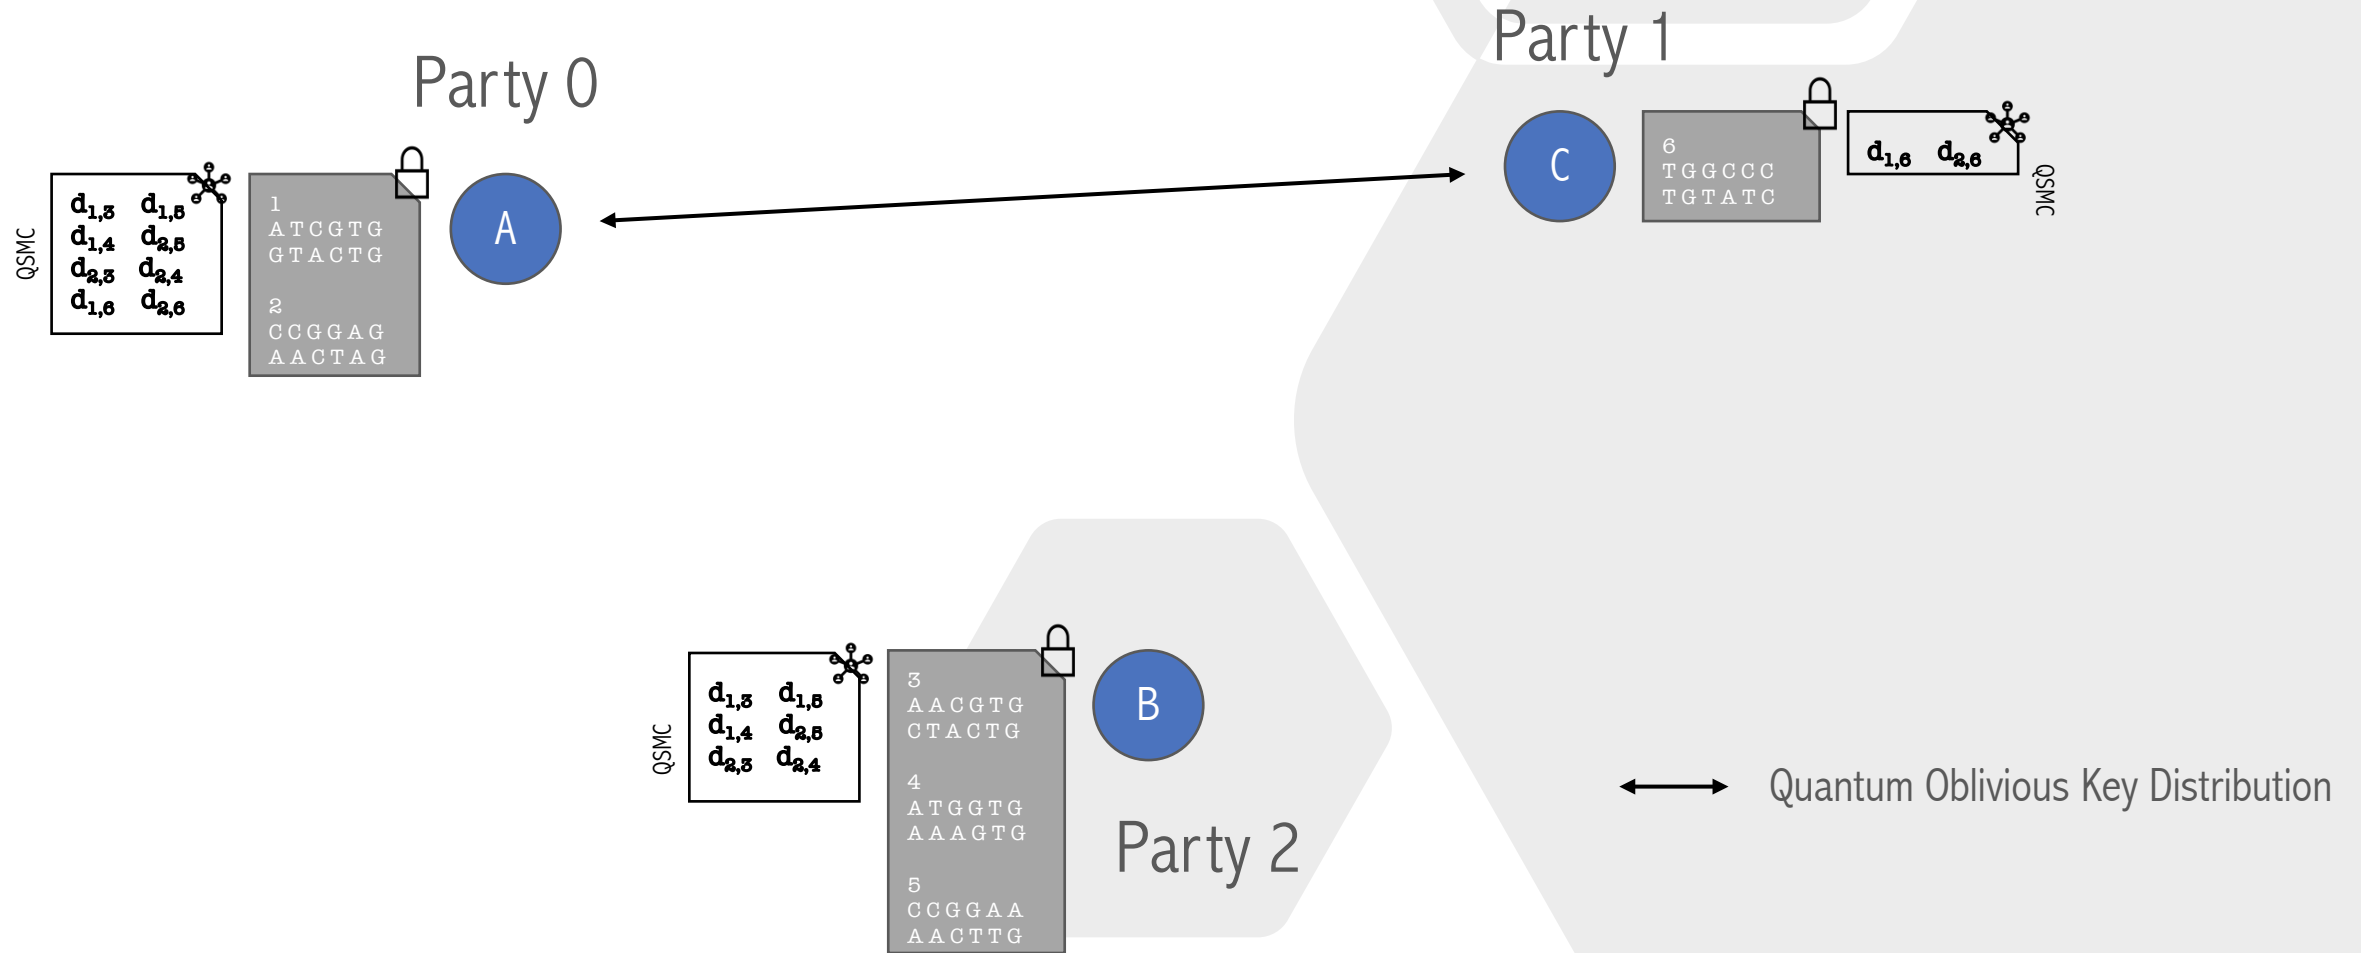 Party 0
QSMC
d1,3 d1,5
d1,4 d2,5
d2,3 d2,4
d1,6 d2,6
1
ATCGTG
GTACTG
2
CCGGAG
AACTAG
A
Party 1
C
6
TGGCCC
TGTATC
d1,6 d2,6
QSMC
QSMC
d1,3 d1,5
d1,4 d2,5
d2,3 d2,4
3
AACGTG
CTACTG
4
ATGGTG
AAAGTG
5
CCGGAA
AACTTG
B
Party 2
Quantum Oblivious Key Distribution